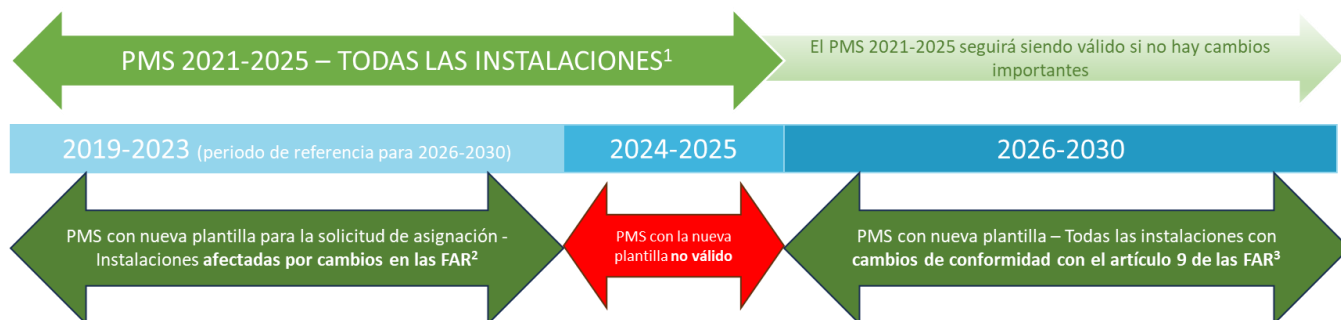 PMS 2021-2025 – TODAS LAS INSTALACIONES¹
El PMS 2021-2025 seguirá siendo válido si no hay cambios
importantes
2019-2023 (periodo de referencia para 2026-2030)
2024-2025
2026-2030
PMS con nueva plantilla para la solicitud de asignación -
Instalaciones afectadas por cambios en las FAR²
PMS con la nueva
plantilla no válido
PMS con nueva plantilla – Todas las instalaciones con
cambios de conformidad con el artículo 9 de las FAR³